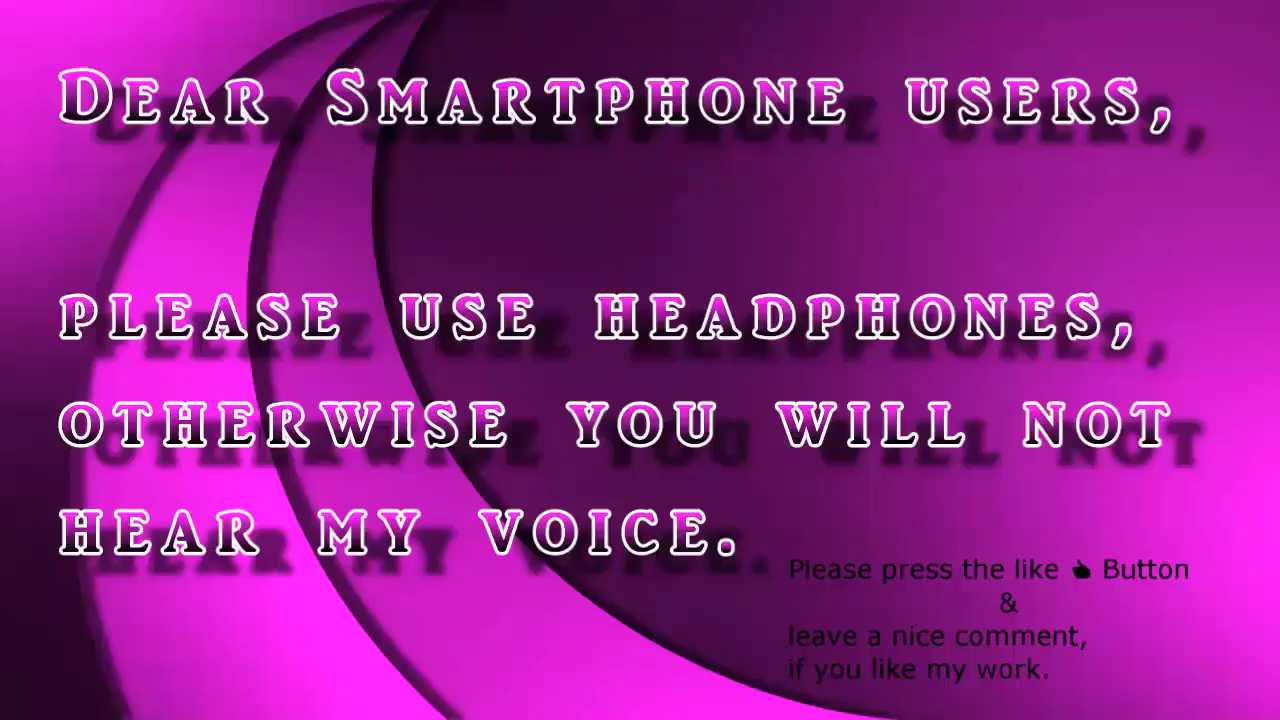 Dear Smartphone users,
please use headphones,
otherwise you will not
hear my voice.
Please press the like 👍 Button
&
leave a nice comment,
if you like my work.